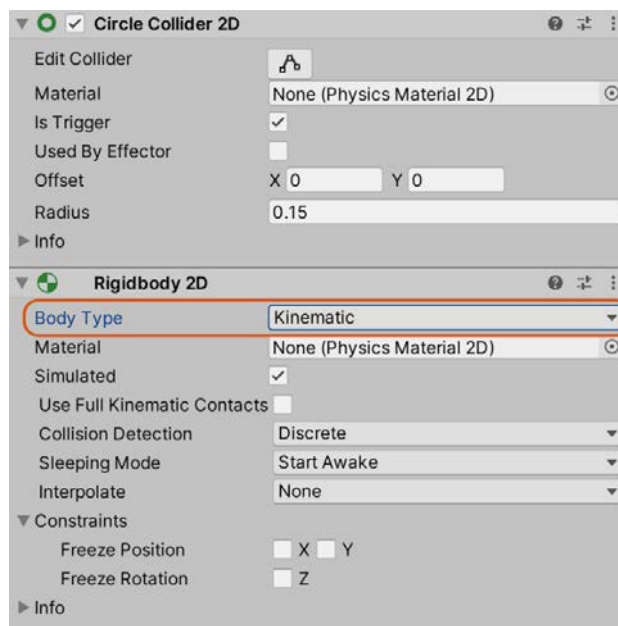 Circle Collider 2D
Edit Collider
Material None (Physics Material 2D)
Is Trigger
Used By Effector
Offset X 0 Y 0
Radius 0.15
Info
Rigidbody 2D
Body Type Kinematic
Material None (Physics Material 2D)
Simulated
Use Full Kinematic Contacts
Collision Detection Discrete
Sleeping Mode Start Awake
Interpolate None
Constraints
Freeze Position X Y
Freeze Rotation Z
Info